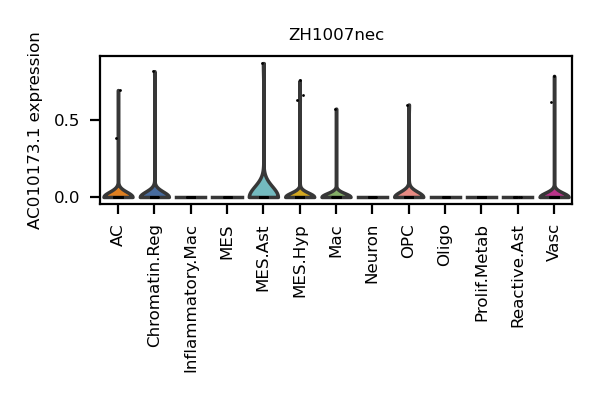 ZH1007nec
AC010173.1 expression
0.5
0.0
AC
Chromatin.Reg
Inflammatory.Mac
MES
MES.Ast
MES.Hyp
Mac
Neuron
OPC
Oligo
Prolif.Metab
Reactive.Ast
Vasc